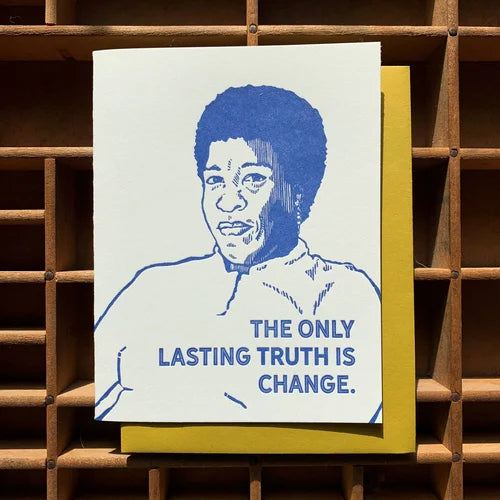 THE ONLY
LASTING TRUTH IS
CHANGE.